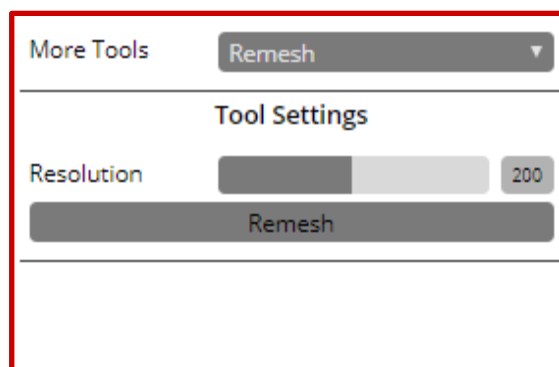 More Tools Remesh ▼
Tool Settings
Resolution 200
Remesh